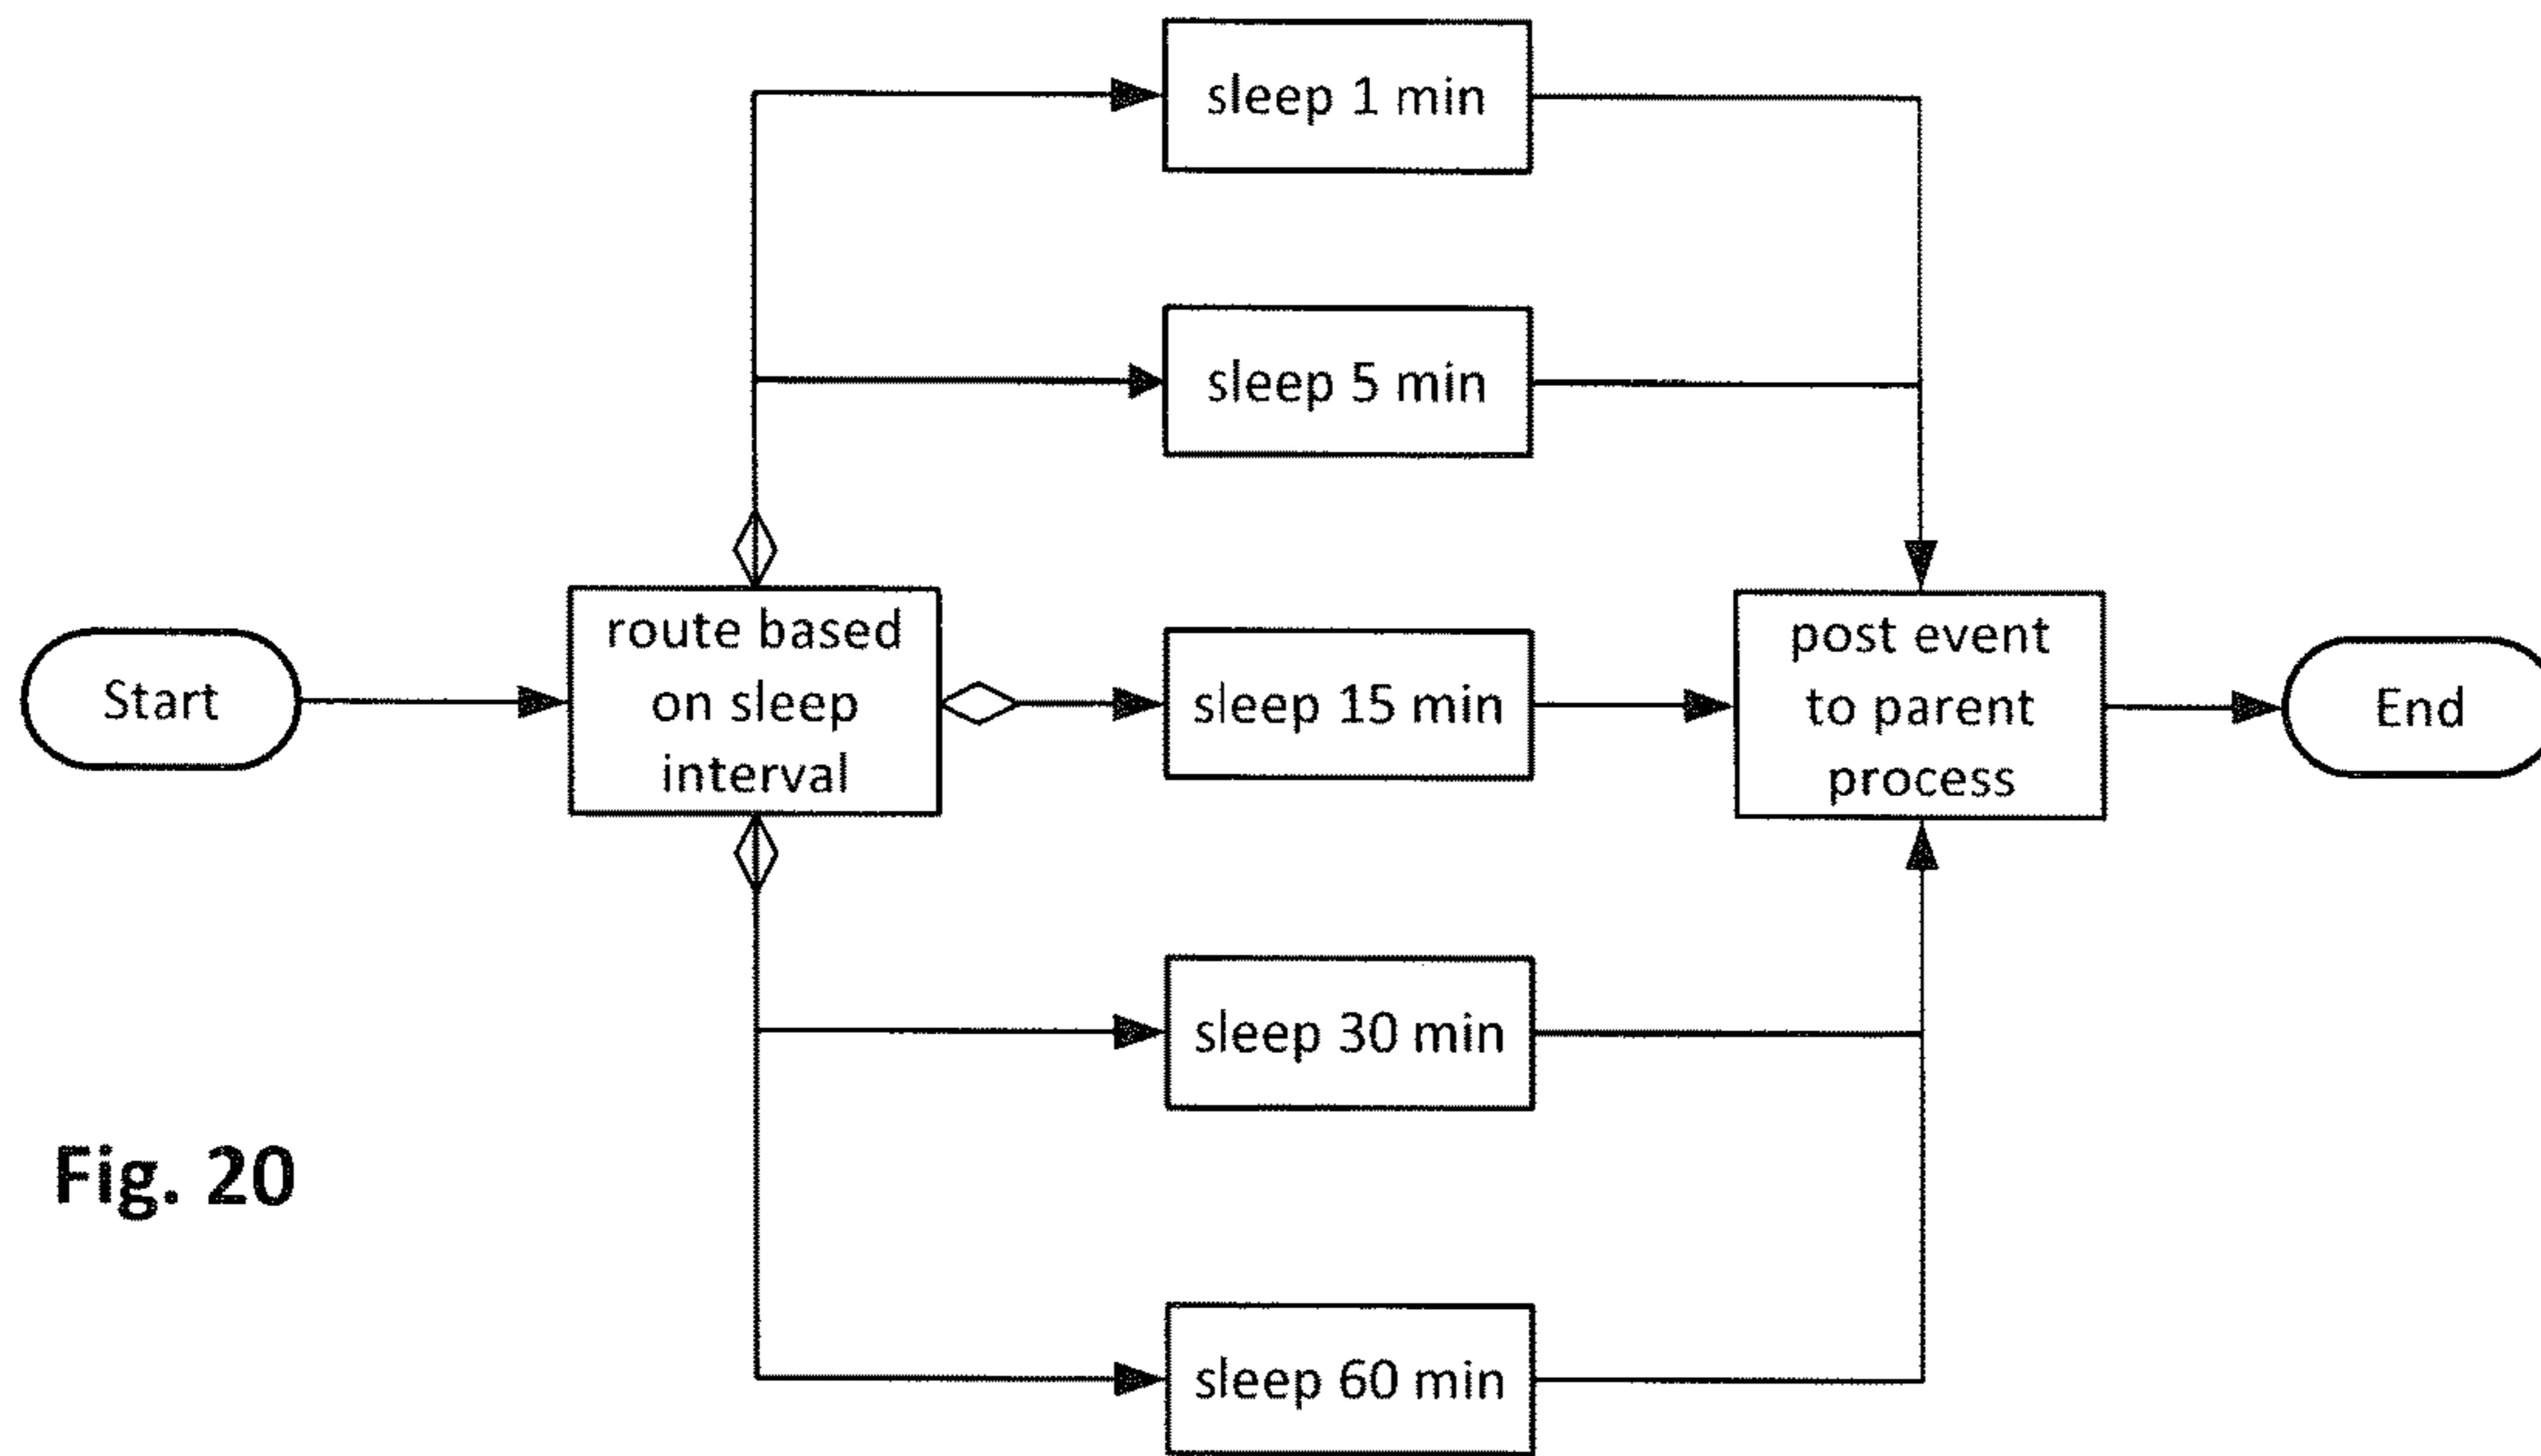 sleep 1 min
sleep 5 min
Start
route based
on sleep
interval
sleep 15 min
post event
to parent
process
End
sleep 30 min
Fig. 20
sleep 60 min